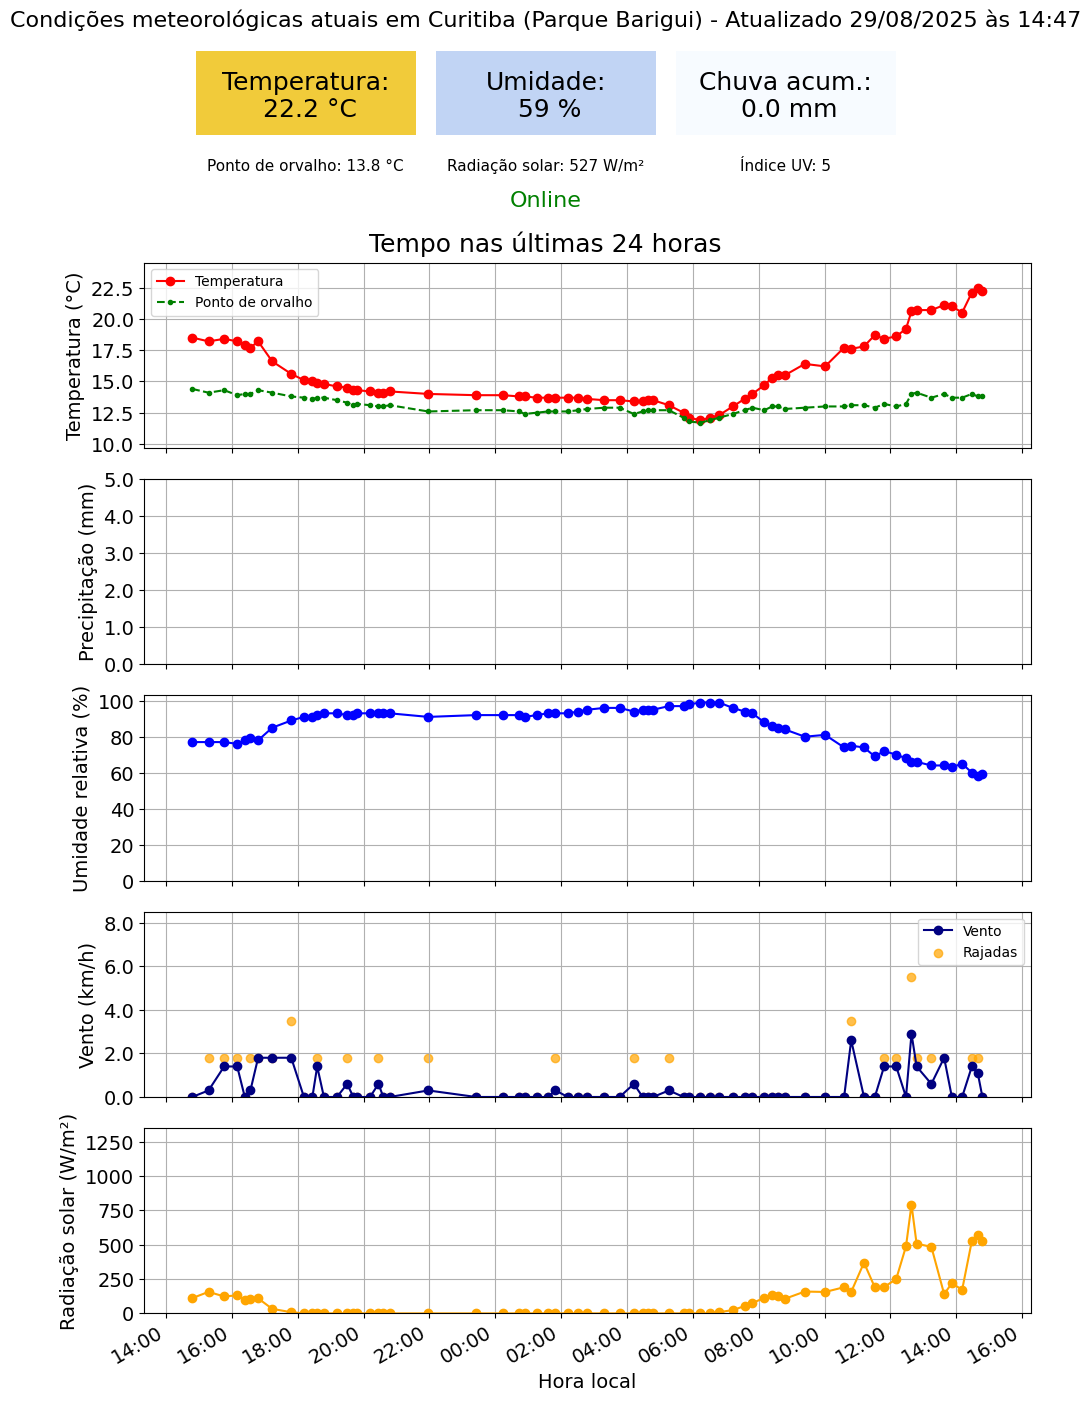 Condições meteorológicas atuais em Curitiba (Parque Barigui) - Atualizado 29/08/2025 às 14:47
Temperatura:
22.2 °C
Umidade:
59 %
Chuva acum.:
0.0 mm
Ponto de orvalho: 13.8 °C
Radiação solar: 527 W/m²
Índice UV: 5
Online
Tempo nas últimas 24 horas
Temperatura (°C)
22.5
20.0
17.5
15.0
12.5
10.0
Temperatura
Ponto de orvalho
Precipitação (mm)
5.0
4.0
3.0
2.0
1.0
0.0
Umidade relativa (%)
100
80
60
40
20
0
Vento (km/h)
8.0
6.0
4.0
2.0
0.0
Vento
Rajadas
Radiação solar (W/m²)
1250
1000
750
500
250
0
14:00
16:00
18:00
20:00
22:00
00:00
02:00
04:00
06:00
08:00
10:00
12:00
14:00
16:00
Hora local